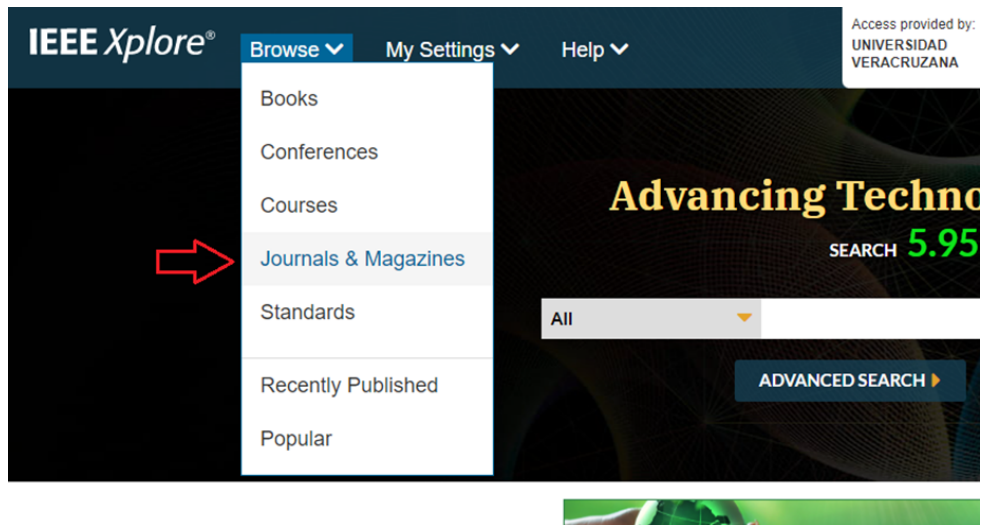 IEEE Xplore®
Browse
My Settings
Help
Access provided by:
UNIVERSIDAD
VERACRUZANA
Books
Conferences
Courses
Journals & Magazines
Standards
Recently Published
Popular
Advancing Techno
SEARCH 5.95
All
ADVANCED SEARCH